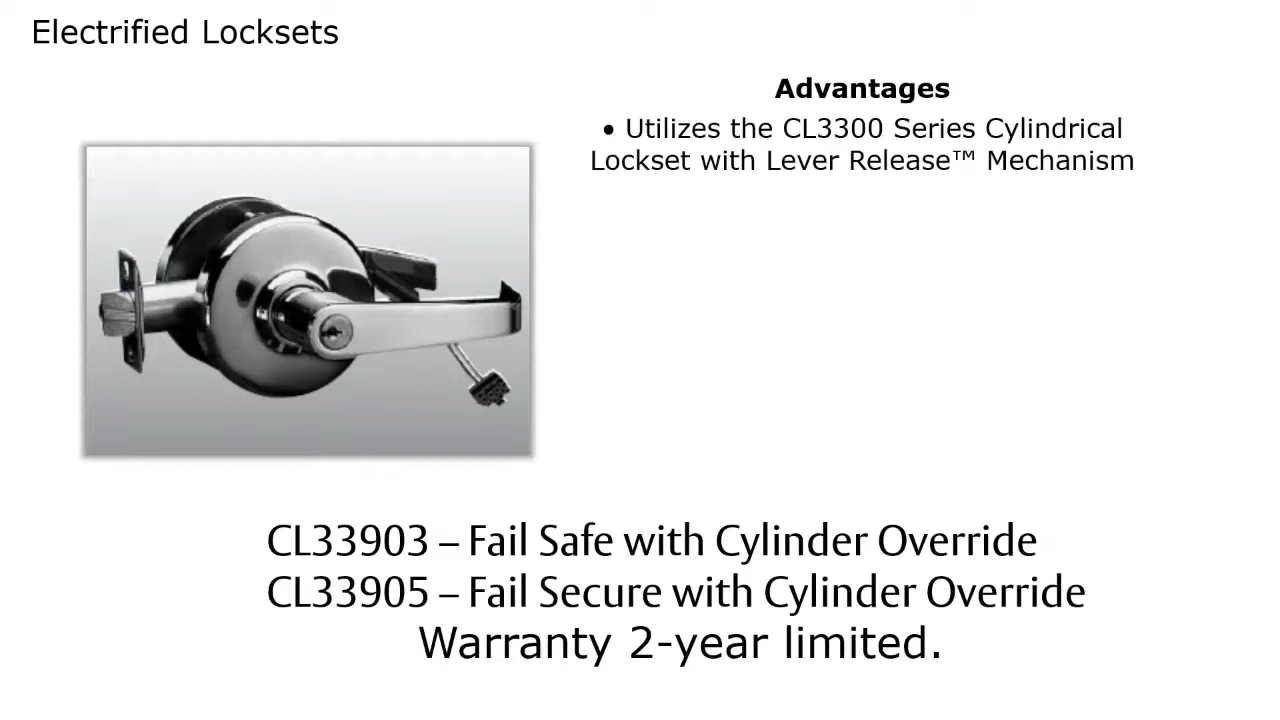 Electrified Locksets
Advantages
• Utilizes the CL3300 Series Cylindrical
Lockset with Lever Release™ Mechanism
CL33903 – Fail Safe with Cylinder Override
CL33905 – Fail Secure with Cylinder Override
Warranty 2-year limited.